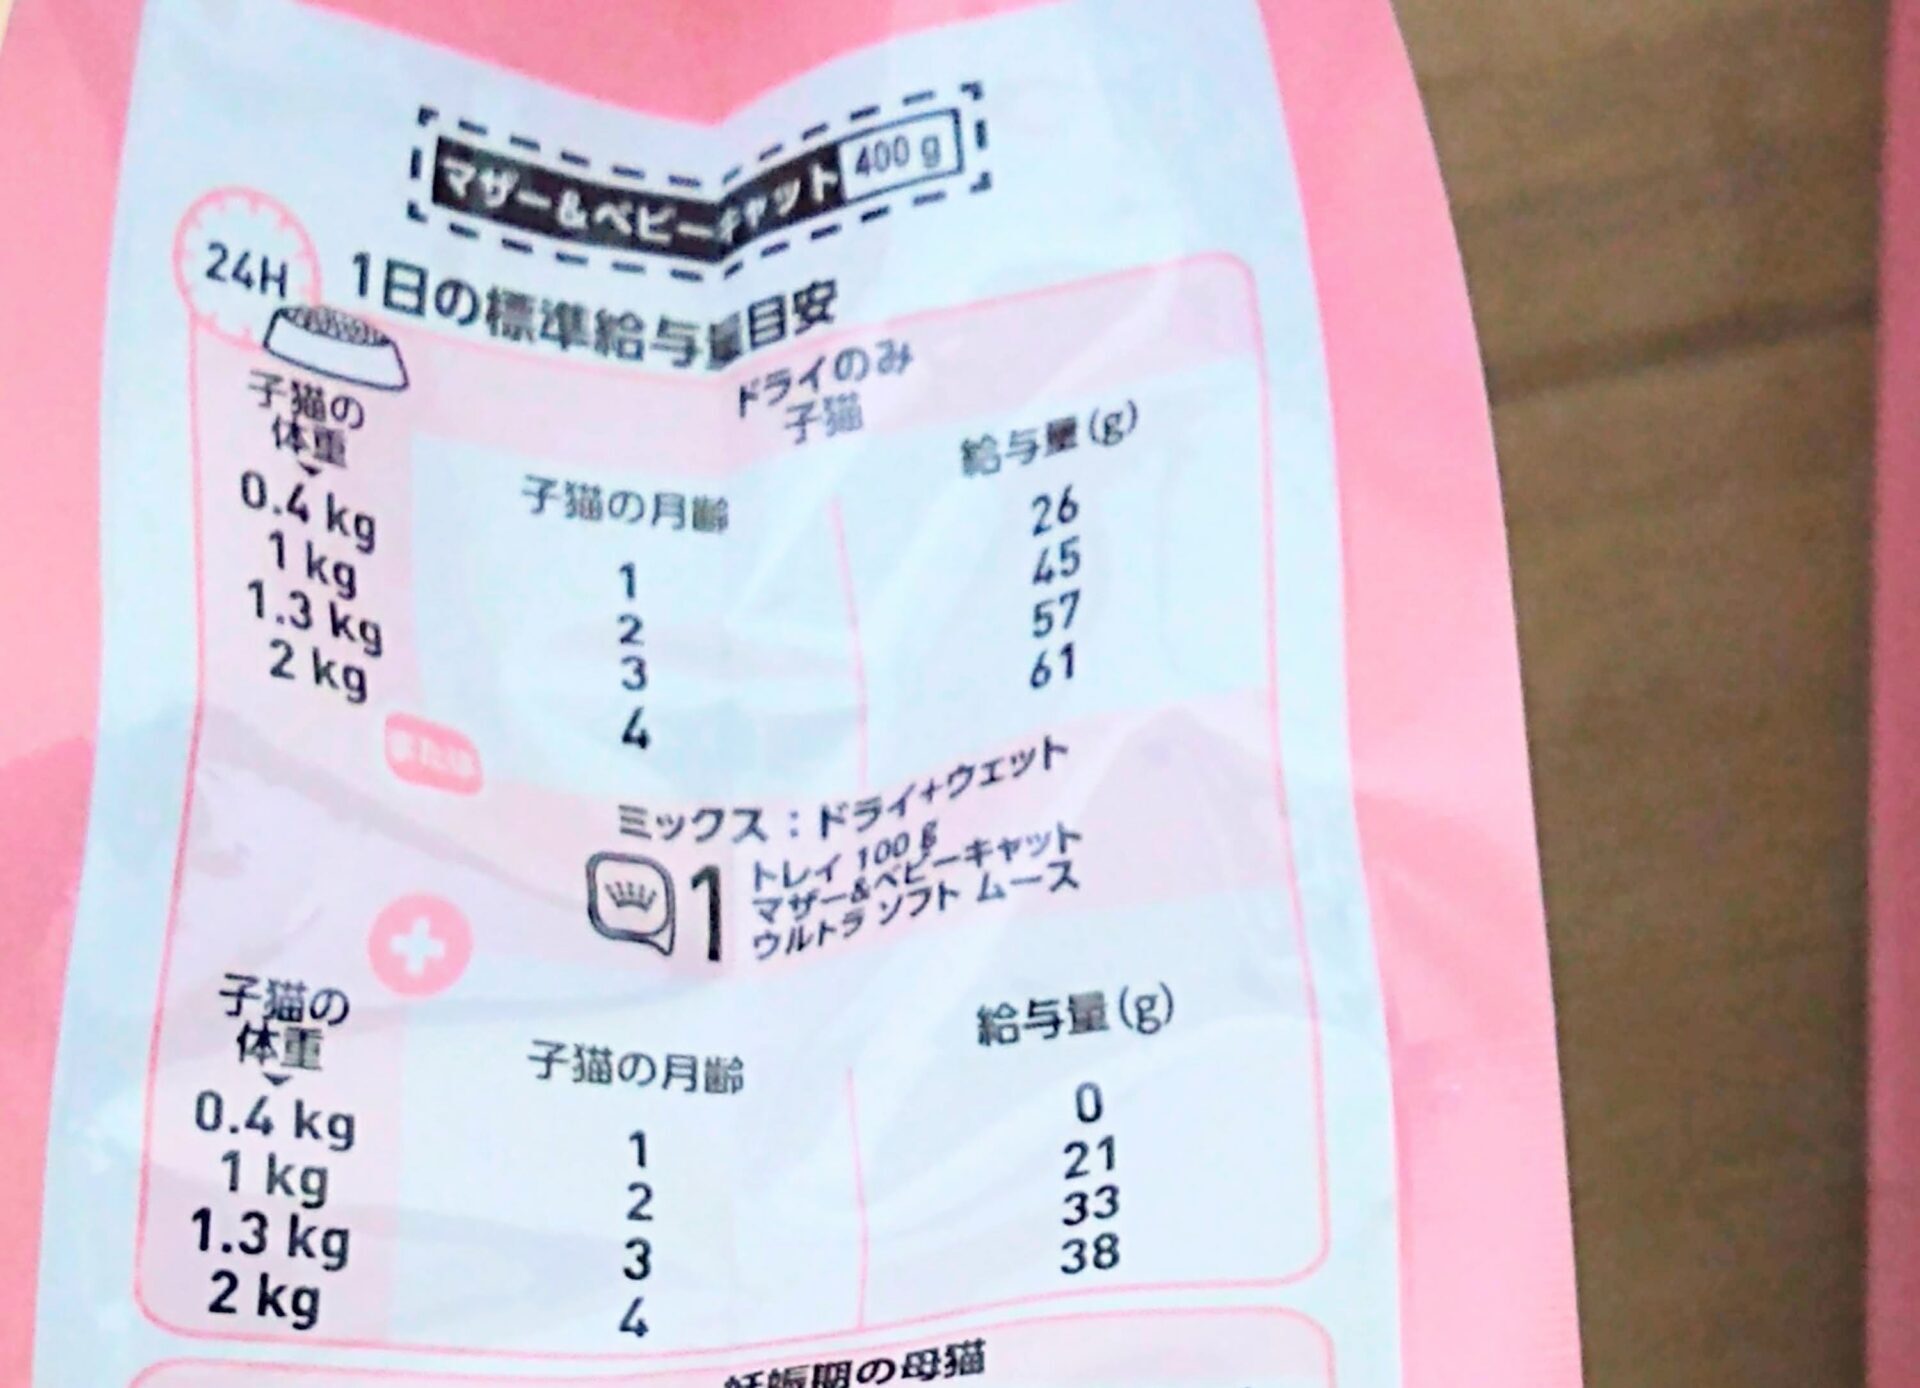 マザー&ベビーキャット 400 g
24H
1日の標準給与量目安
ドライのみ
子猫
子猫の
体重
子猫の月齢 給与量(g)
0.4 kg 1 26
1 kg 2 45
1.3 kg 3 57
2 kg 4 61
または
ミックス：ドライ+ウェット
1
トレイ 100 g
マザー&ベビーキャット
ウルトラ ソフト ムース
子猫の
体重
子猫の月齢 給与量(g)
0.4 kg 1 0
1 kg 2 21
1.3 kg 3 33
2 kg 4 38
妊娠期の母猫